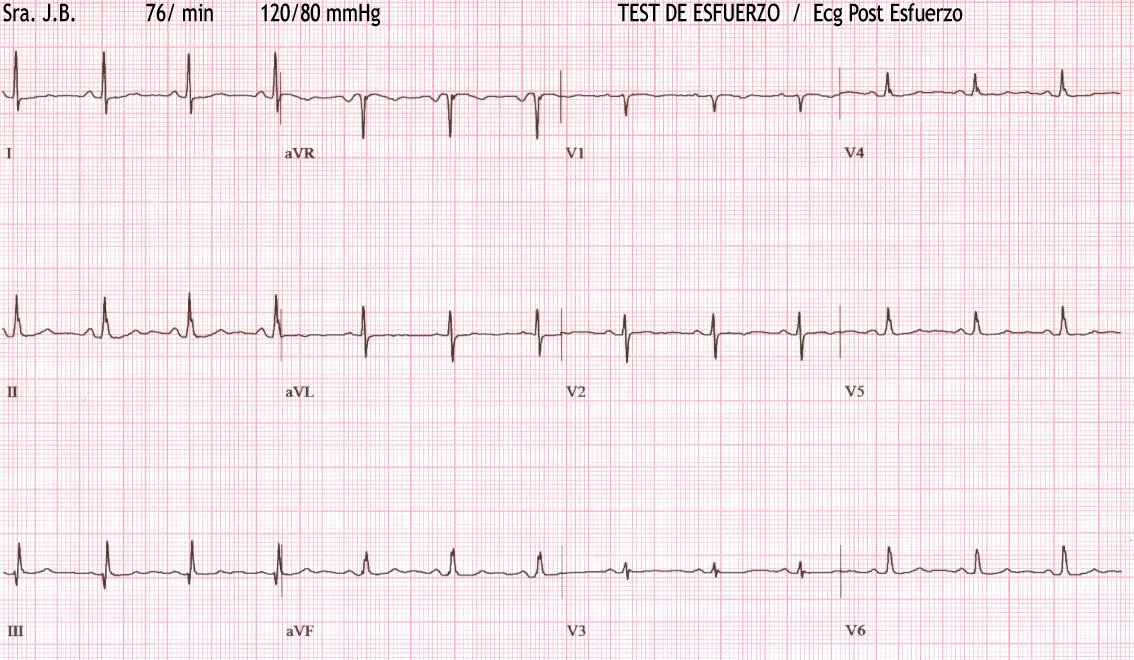 Sra. J.B. 76/ min 120/80 mmHg TEST DE ESFUERZO / Ecg Post Esfuerzo
I aVR V1 V4
II aVL V2 V5
III aVF V3 V6